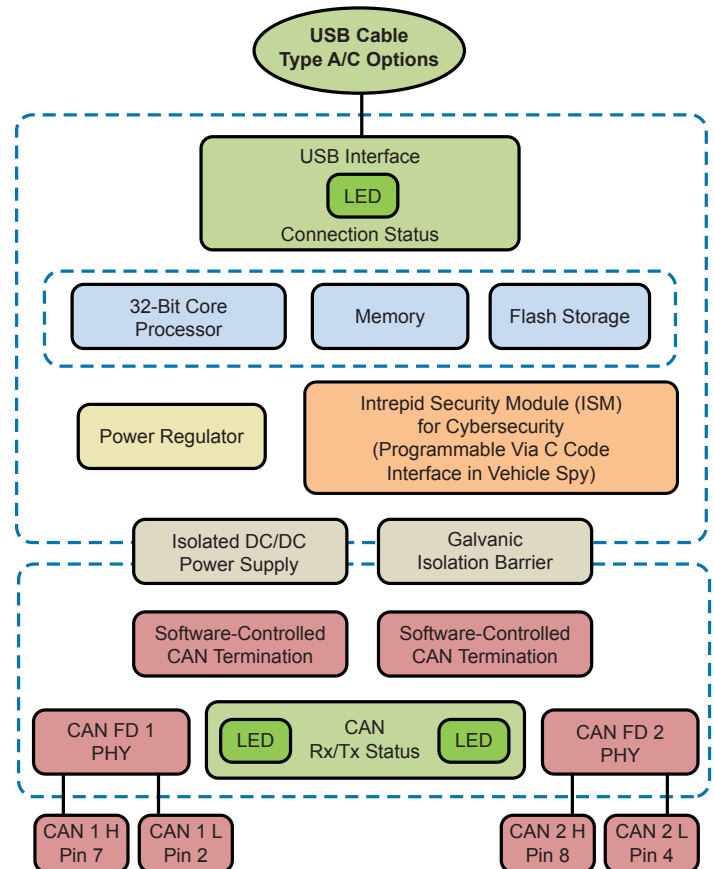 USB Cable
Type A/C Options
USB Interface
LED
Connection Status
32-Bit Core
Processor
Memory
Flash Storage
Power Regulator
Intrepid Security Module (ISM)
for Cybersecurity
(Programmable Via C Code
Interface in Vehicle Spy)
Isolated DC/DC
Power Supply
Galvanic
Isolation Barrier
Software-Controlled
CAN Termination
Software-Controlled
CAN Termination
CAN FD 1
PHY
LED
CAN
Rx/Tx Status
LED
CAN FD 2
PHY
CAN 1 H
Pin 7
CAN 1 L
Pin 2
CAN 2 H
Pin 8
CAN 2 L
Pin 4